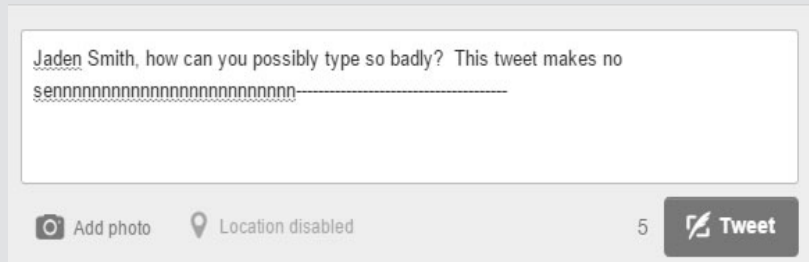 Jaden Smith, how can you possibly type so badly?  This tweet makes no
sennnnnnnnnnnnnnnnnnnnnnnnn--------------------------------------
Add photo Location disabled 5 Tweet